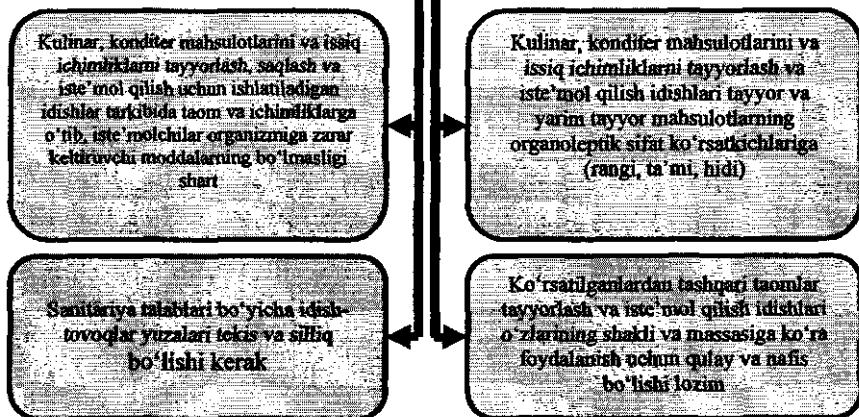 Kulinar, konditer mahsulotlarini va issiq
ichimliklarni tayyorlash, saqlash va
iste'mol qilish uchun ishlatiladigan
idishlar tarkibida taom va ichimliklarga
o'tib, iste'molchilar organizmiga zarar
keltiruvchi moddalarning bo'lmasligi
shart
Kulinar, konditer mahsulotlarini va
issiq ichimliklarni tayyorlash va
iste'mol qilish idishlari tayyor va
yarim tayyor mahsulotlarning
organoleptik sifat ko'rsatkichlariga
(rangi, ta'mi, hidi)
Sanitariya talablari bo'yicha idish-
tovoqlar yuzalari tekis va silliq
bo'lishi kerak
Ko'rsatilganlardan tashqari taomlar
tayyorlash va iste'mol qilish idishlari
o'zlarining shakli va massasiga ko'ra
foydalanish uchun qulay va nafis
bo'lishi lozim